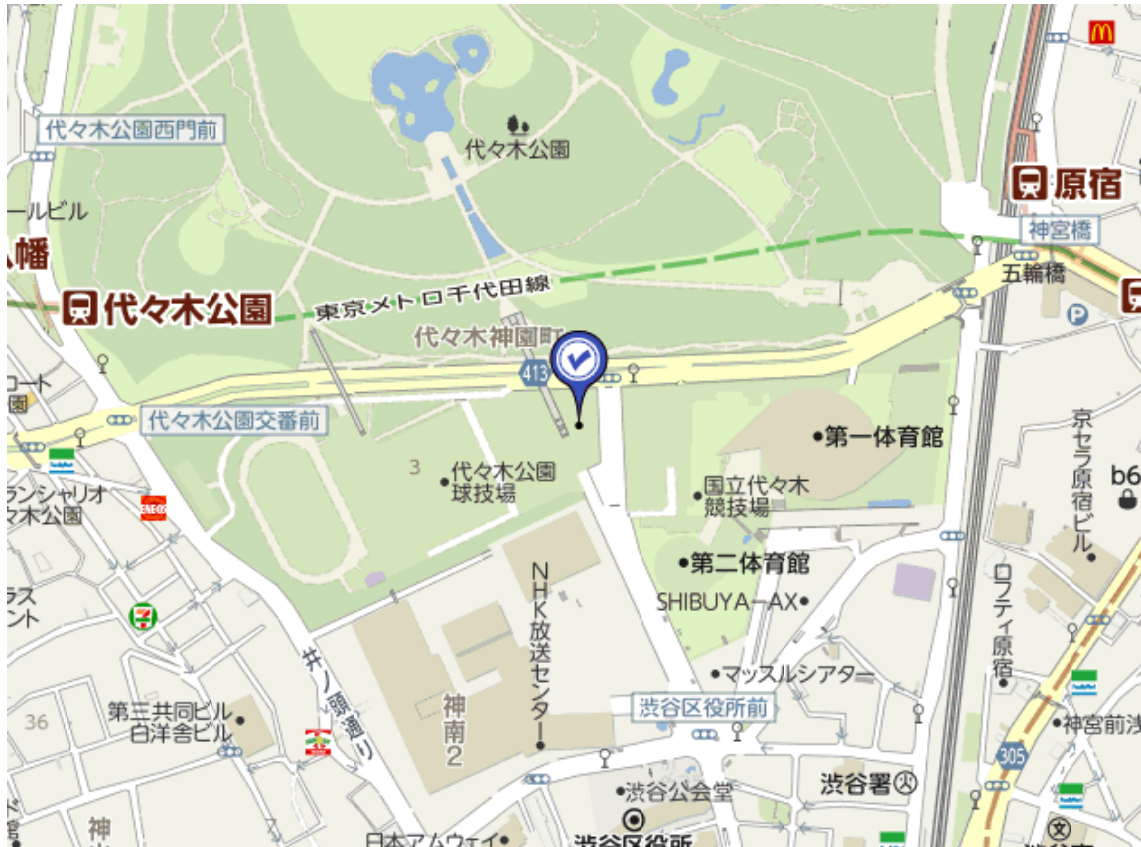 代々木公園西門前
代々木公園
原宿
神宮橋
ールビル
八幡
五輪橋
代々木公園
東京メトロ千代田線
代々木神園町
P
413
コート
園
代々木公園交番前
第一体育館
京セラ原宿ビル
3
代々木公園
球技場
国立代々木
競技場
b6
ランシャリオ
々木公園
ENEOS
第二体育館
NHK放送センター
SHIBUYA-AX
ロフティ原宿
ラス
ント
7
井ノ頭通り
マッスルシアター
FamilyMart
渋谷区役所前
36
第三共同ビル
白洋舎ビル
神南2
神宮前浅
305
渋谷署
渋谷公会堂
FamilyMart
文
日本アムウェイ
渋谷区役所
7